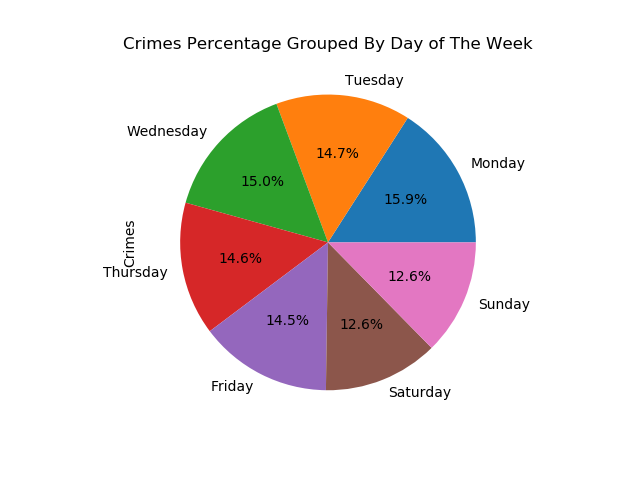 Crimes Percentage Grouped By Day of The Week
Tuesday
Wednesday
Monday
14.7%
15.0%
15.9%
Crimes
Thursday
14.6%
12.6%
Sunday
14.5%
12.6%
Friday
Saturday